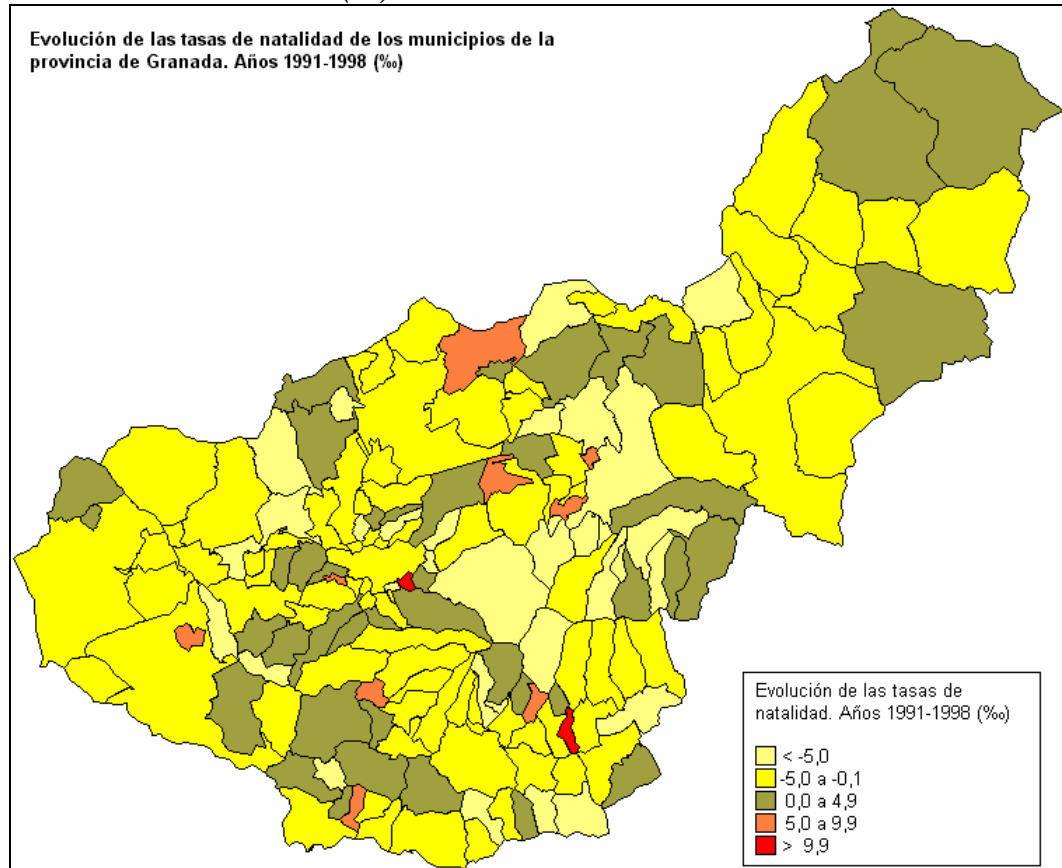 Evolución de las tasas de natalidad de los municipios de la
provincia de Granada. Años 1991-1998 (‰)
Evolución de las tasas de
natalidad. Años 1991-1998 (‰)
< -5,0
-5,0 a -0,1
0,0 a 4,9
5,0 a 9,9
> 9,9